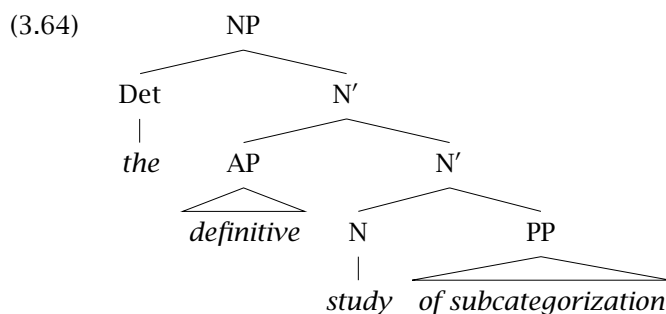 (3.64) NP
Det N′
the AP N′
definitive N PP
study of subcategorization